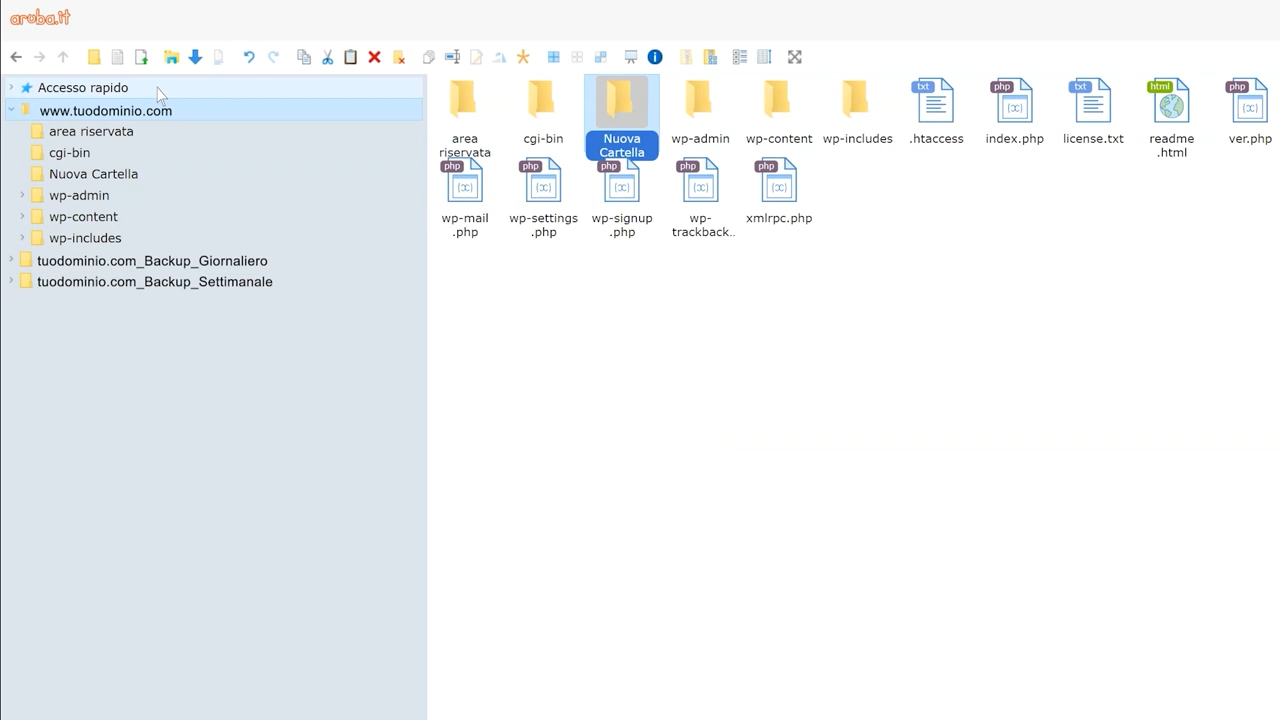 aruba.it
Accesso rapido
www.tuodominio.com
area riservata
cgi-bin
Nuova Cartella
wp-admin
wp-content
wp-includes
tuodominio.com_Backup_Giornaliero
tuodominio.com_Backup_Settimanale
area
riservata
cgi-bin
Nuova
Cartella
wp-admin
wp-content
wp-includes
txt
.htaccess
php
index.php
txt
license.txt
html
readme
.html
php
ver.php
php
wp-mail
.php
php
wp-settings
.php
php
wp-signup
.php
php
wp-
trackback..
php
xmlrpc.php